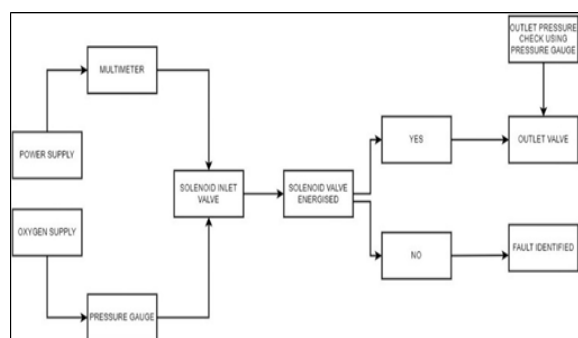 OUTLET PRESSURE
CHECK USING
PRESSURE GAUGE
MULTIMETER
POWER SUPPLY
YES
OUTLET VALVE
SOLENOID INLET
VALVE
SOLENOID VALVE
ENERGISED
OXYGEN SUPPLY
NO
FAULT IDENTIFIED
PRESSURE GAUGE